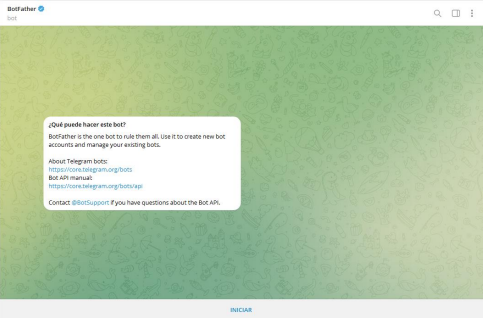 BotFather
bot
¿Qué puede hacer este bot?
BotFather is the one bot to rule them all. Use it to create new bot
accounts and manage your existing bots.
About Telegram bots:
https://core.telegram.org/bots
Bot API manual:
https://core.telegram.org/bots/api
Contact @BotSupport if you have questions about the Bot API.
INICIAR